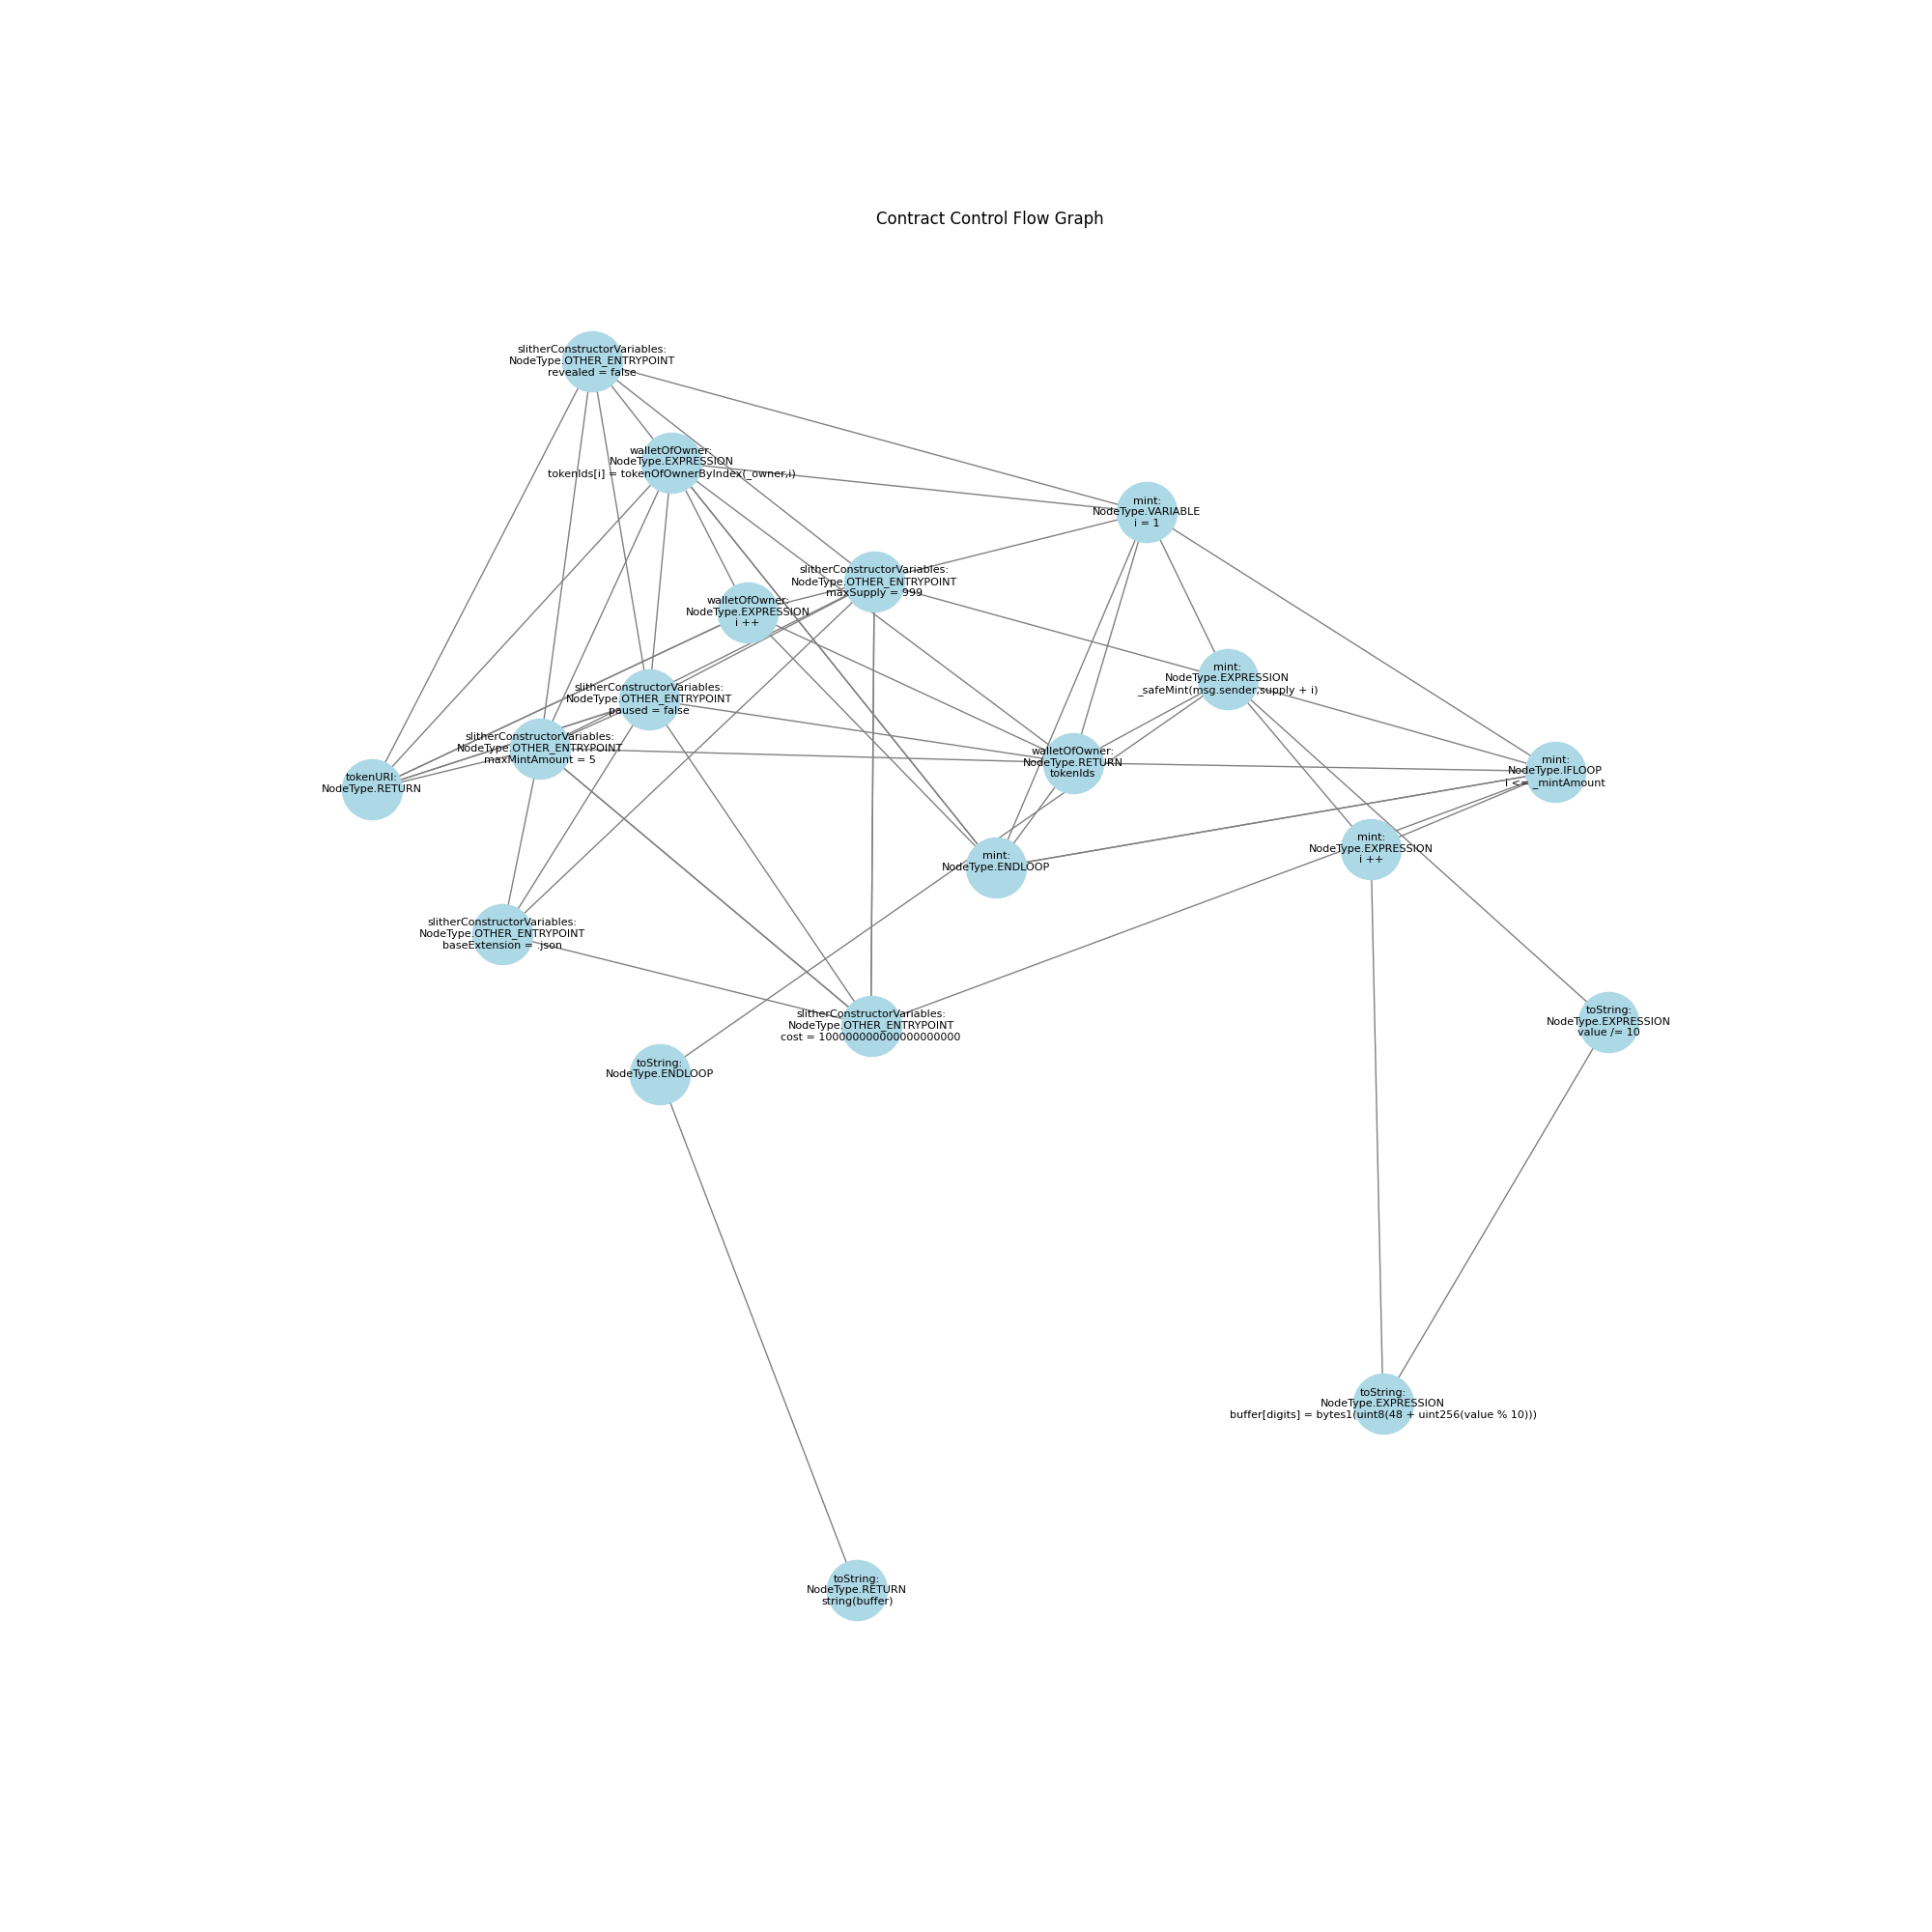 Contract Control Flow Graph
slitherConstructorVariables:
NodeType.OTHER_ENTRYPOINT
revealed = false
walletOfOwner:
NodeType.EXPRESSION
tokenIds[i] = tokenOfOwnerByIndex(_owner,i)
mint:
NodeType.VARIABLE
i = 1
slitherConstructorVariables:
NodeType.OTHER_ENTRYPOINT
maxSupply = 999
walletOfOwner:
NodeType.EXPRESSION
i ++
mint:
NodeType.EXPRESSION
_safeMint(msg.sender,supply + i)
slitherConstructorVariables:
NodeType.OTHER_ENTRYPOINT
paused = false
slitherConstructorVariables:
NodeType.OTHER_ENTRYPOINT
maxMintAmount = 5
walletOfOwner:
NodeType.RETURN
tokenIds
mint:
NodeType.IFLOOP
i <= _mintAmount
tokenURI:
NodeType.RETURN
mint:
NodeType.EXPRESSION
i ++
mint:
NodeType.ENDLOOP
slitherConstructorVariables:
NodeType.OTHER_ENTRYPOINT
baseExtension = .json
slitherConstructorVariables:
NodeType.OTHER_ENTRYPOINT
cost = 100000000000000000000
toString:
NodeType.EXPRESSION
value /= 10
toString:
NodeType.ENDLOOP
toString:
NodeType.EXPRESSION
buffer[digits] = bytes1(uint8(48 + uint256(value % 10)))
toString:
NodeType.RETURN
string(buffer)